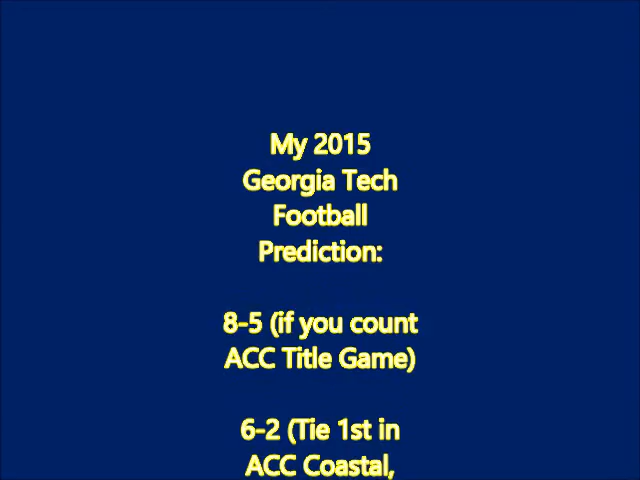 My 2015
Georgia Tech
Football
Prediction:
8-5 (if you count
ACC Title Game)
6-2 (Tie 1st in
ACC Coastal,